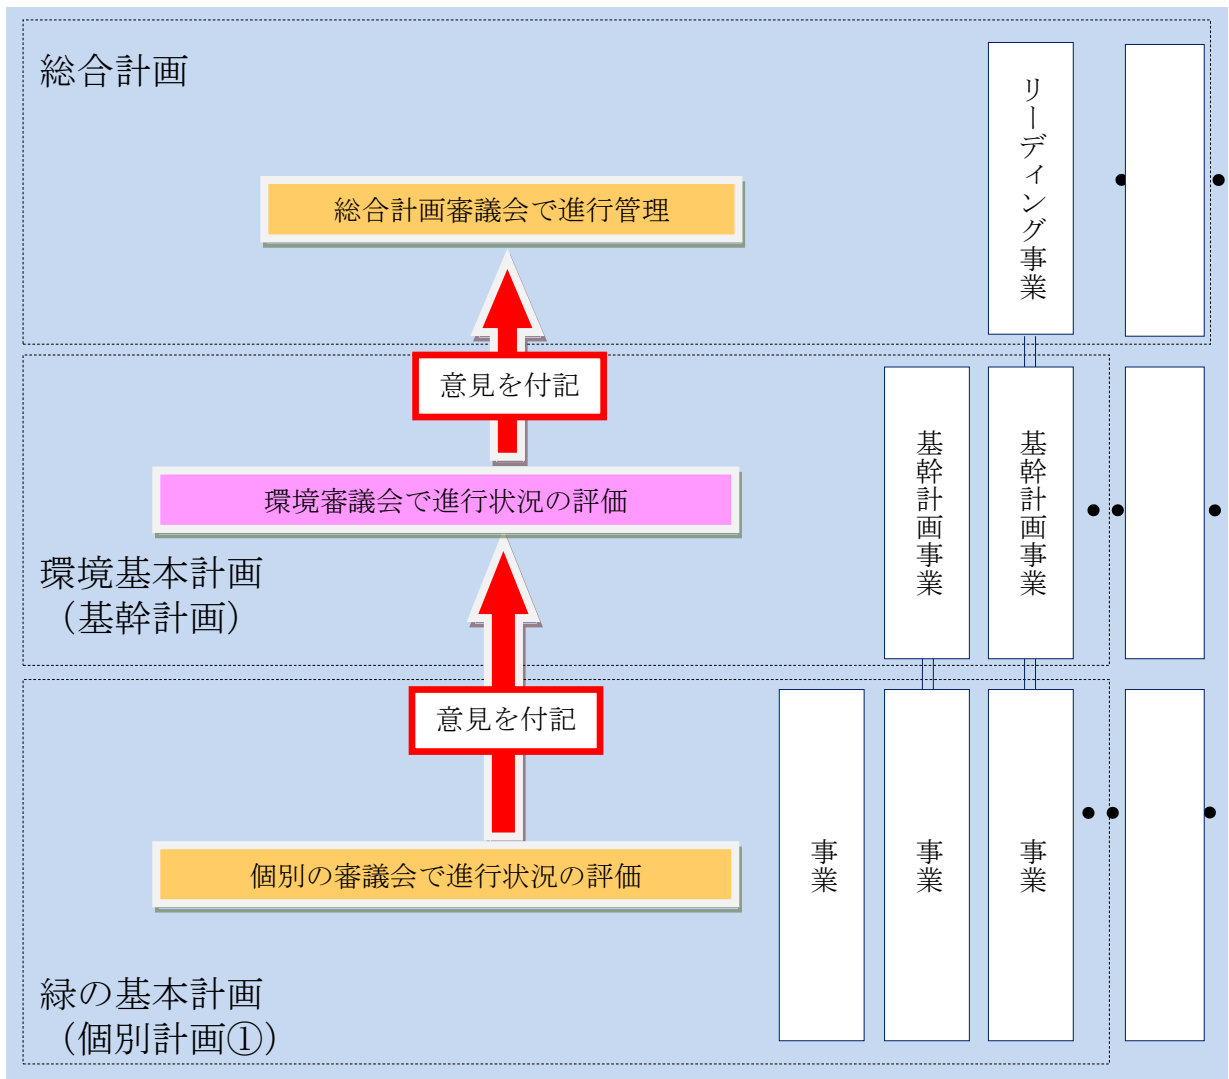 総合計画
リーディング事業
総合計画審議会で進行管理
意見を付記
基幹計画事業
基幹計画事業
環境審議会で進行状況の評価
環境基本計画
（基幹計画）
意見を付記
事業
事業
事業
個別の審議会で進行状況の評価
緑の基本計画
（個別計画①）